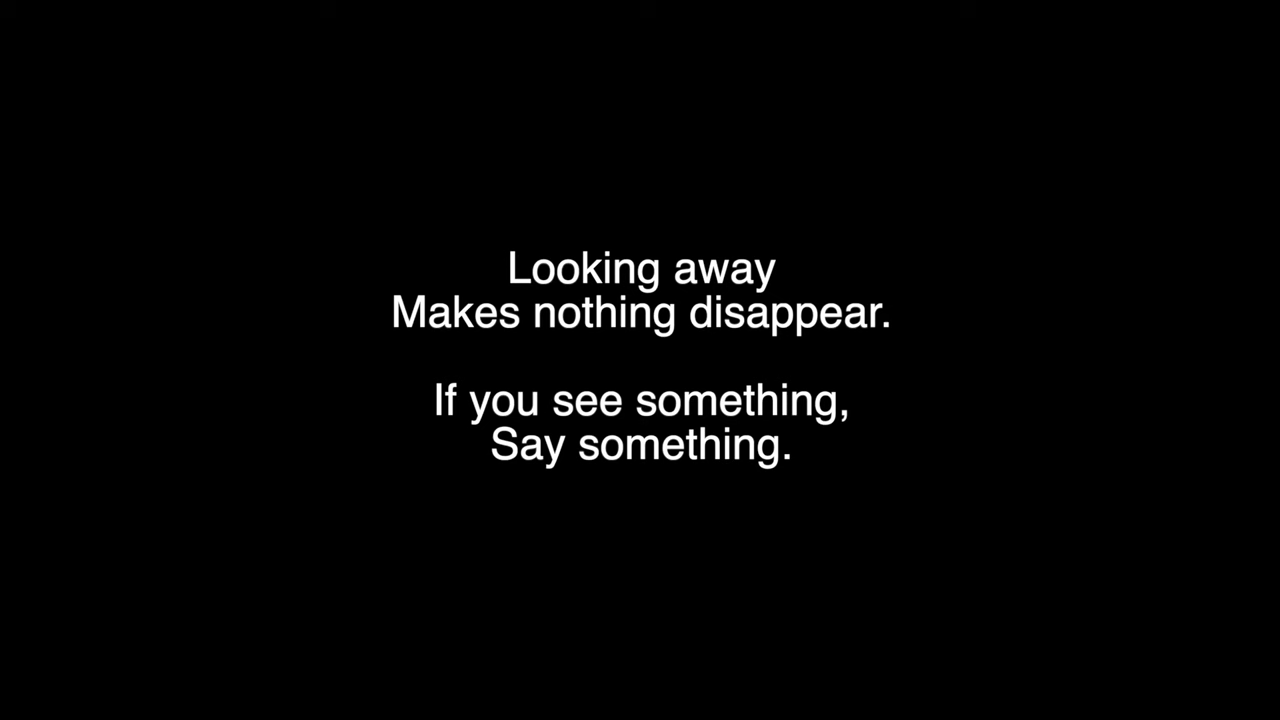 Looking away
Makes nothing disappear.
If you see something,
Say something.